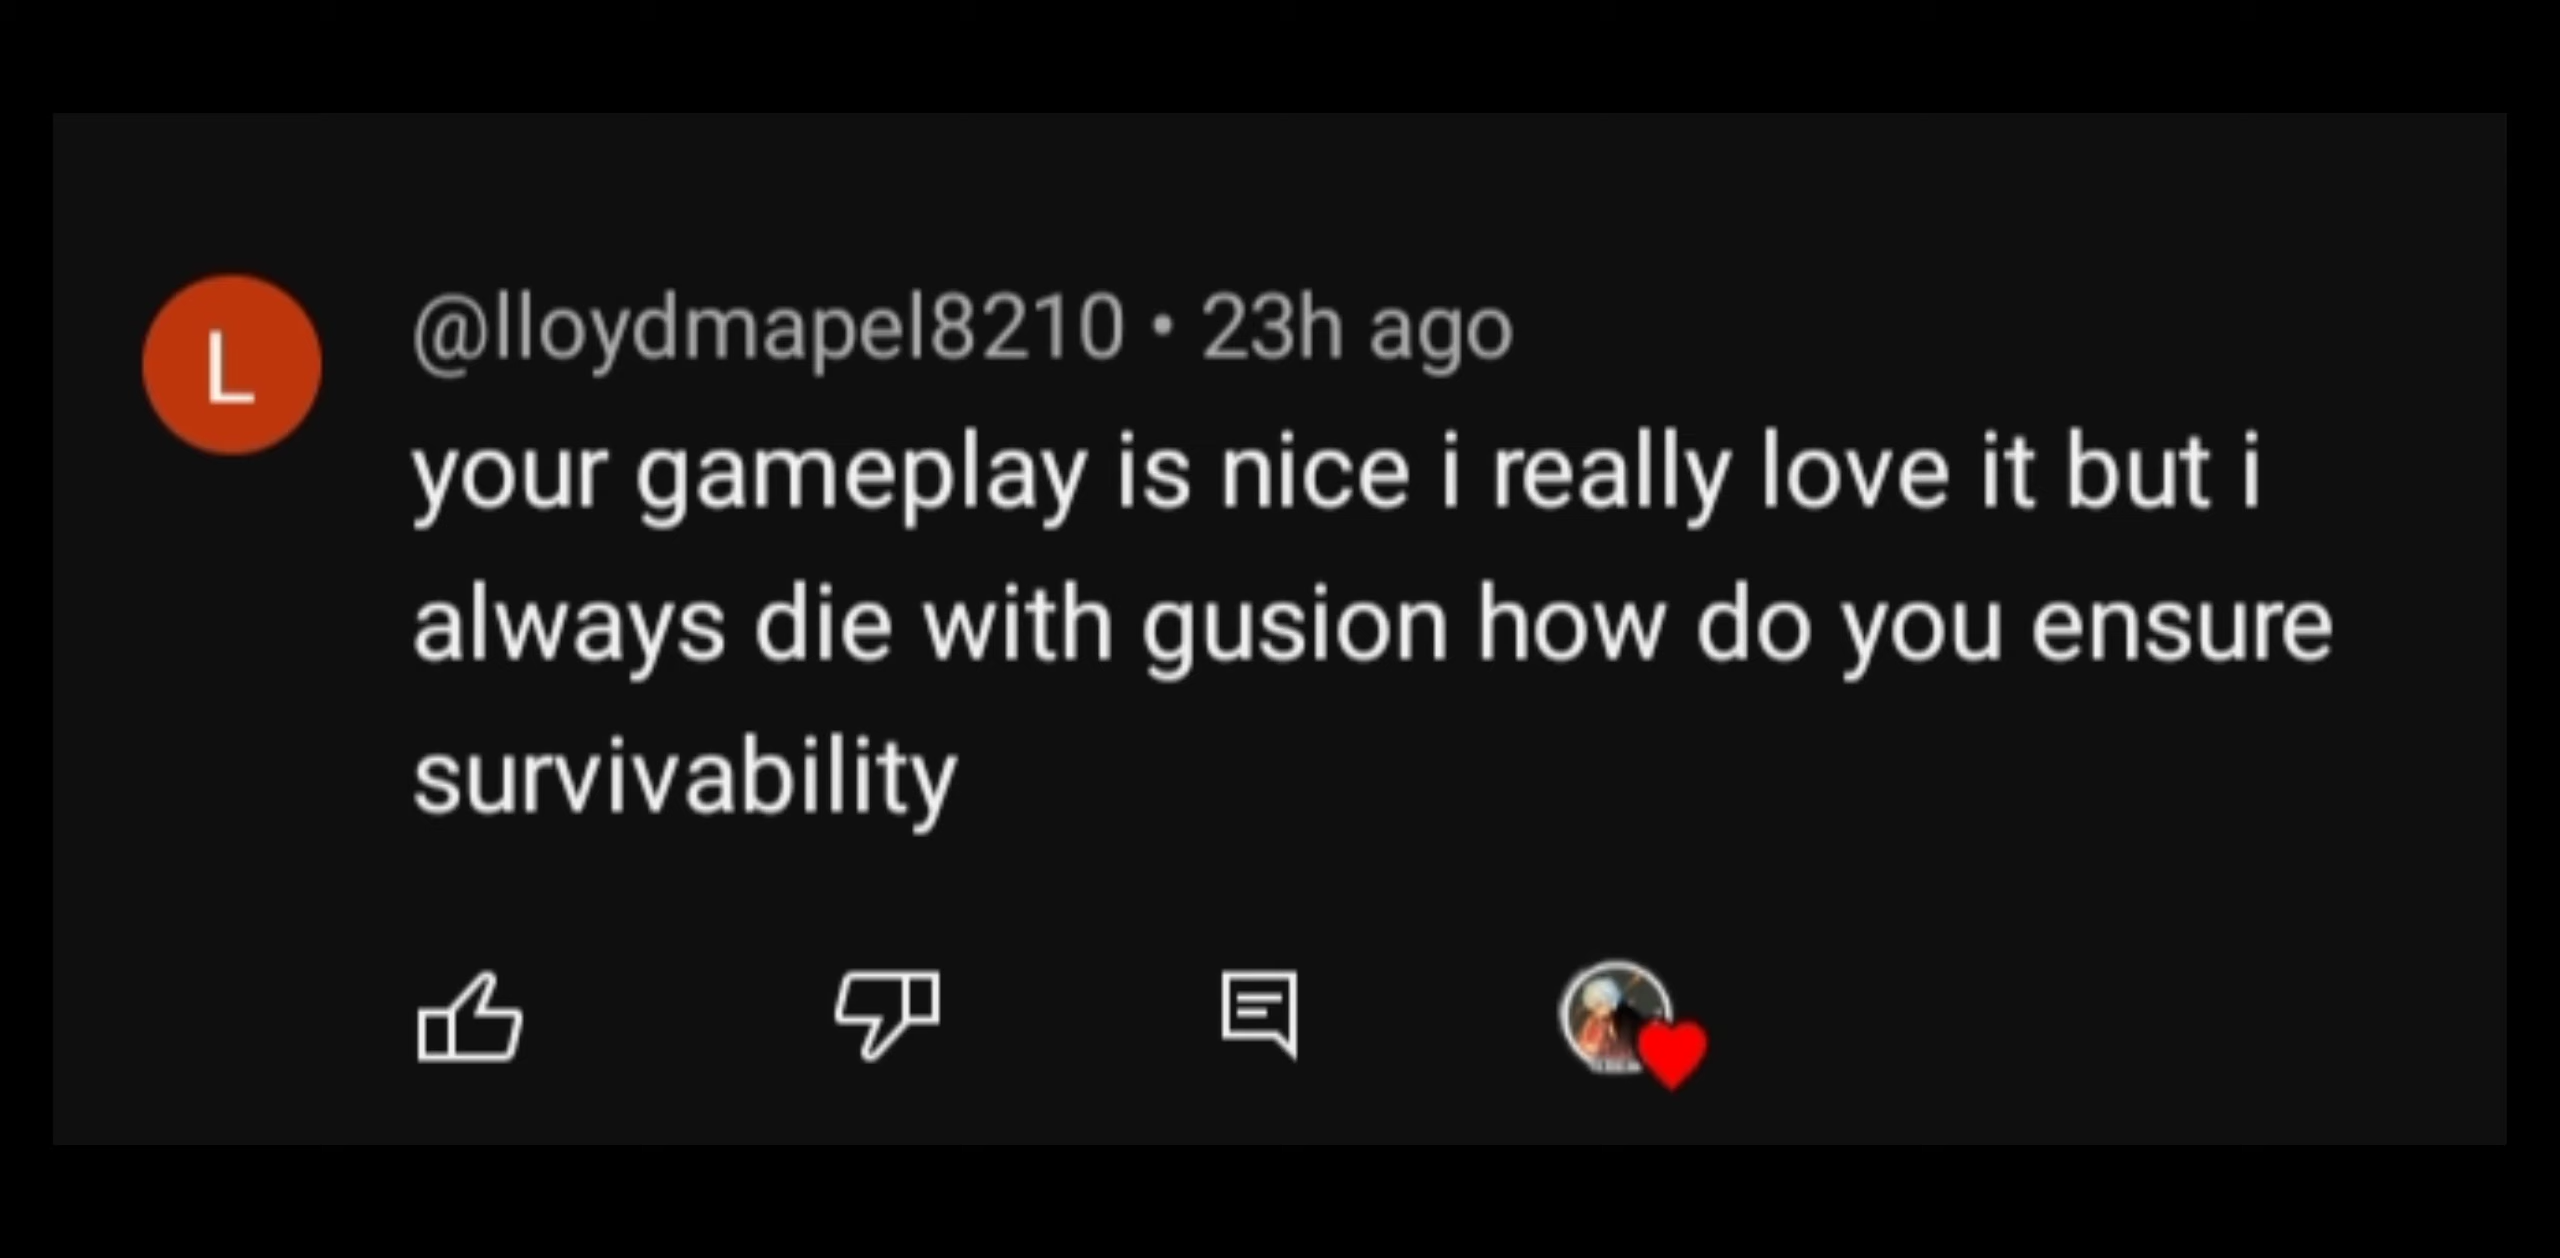 L
@lloydmapel8210 • 23h ago
your gameplay is nice i really love it but i
always die with gusion how do you ensure
survivability